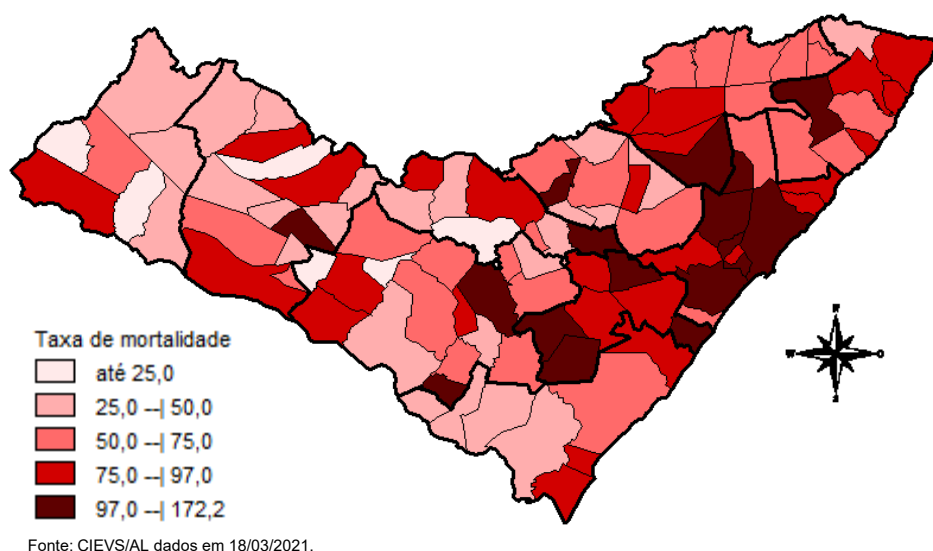 Taxa de mortalidade
até 25,0
25,0 --| 50,0
50,0 --| 75,0
75,0 --| 97,0
97,0 --| 172,2
Fonte: CIEVS/AL dados em 18/03/2021.